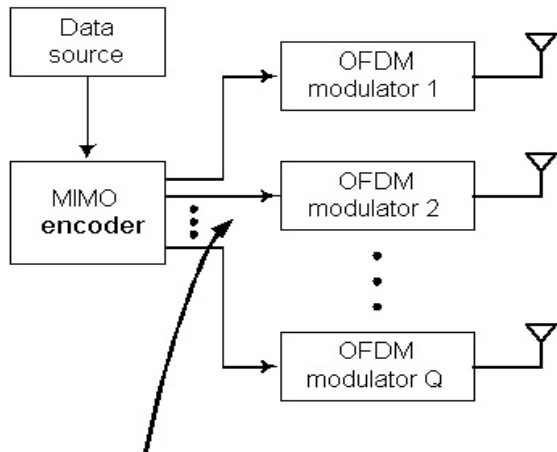 Data
source
MIMO
encoder
OFDM
modulator 1
OFDM
modulator 2
OFDM
modulator Q